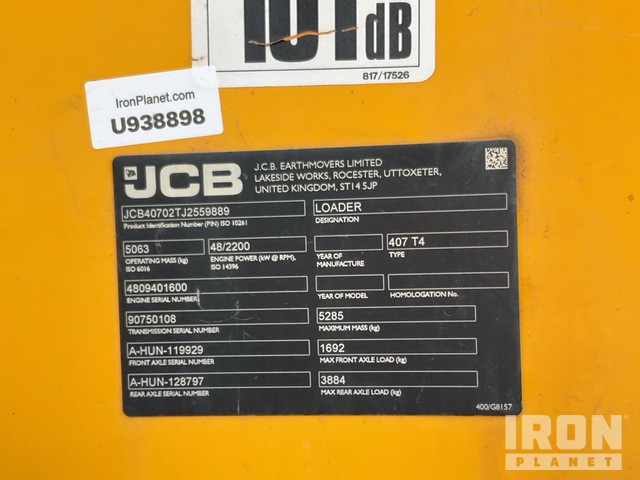 101 dB
817/17526
IronPlanet.com
U938898
JCB
J.C.B. EARTHMOVERS LIMITED
LAKESIDE WORKS, ROCESTER, UTTOXETER,
UNITED KINGDOM, ST14 5JP
JCB40702TJ2559889
Product Identification Number (PIN) ISO 10261
LOADER
DESIGNATION
5063
OPERATING MASS (kg)
ISO 6016
48/2200
ENGINE POWER (kW @ RPM),
ISO 14396
YEAR OF
MANUFACTURE
407 T4
TYPE
4809401600
ENGINE SERIAL NUMBER
YEAR OF MODEL
HOMOLOGATION No.
90750108
TRANSMISSION SERIAL NUMBER
5285
MAXIMUM MASS (kg)
A-HUN-119929
FRONT AXLE SERIAL NUMBER
1692
MAX FRONT AXLE LOAD (kg)
A-HUN-128797
REAR AXLE SERIAL NUMBER
3884
MAX REAR AXLE LOAD (kg)
400/G8157
IRON
PLANET